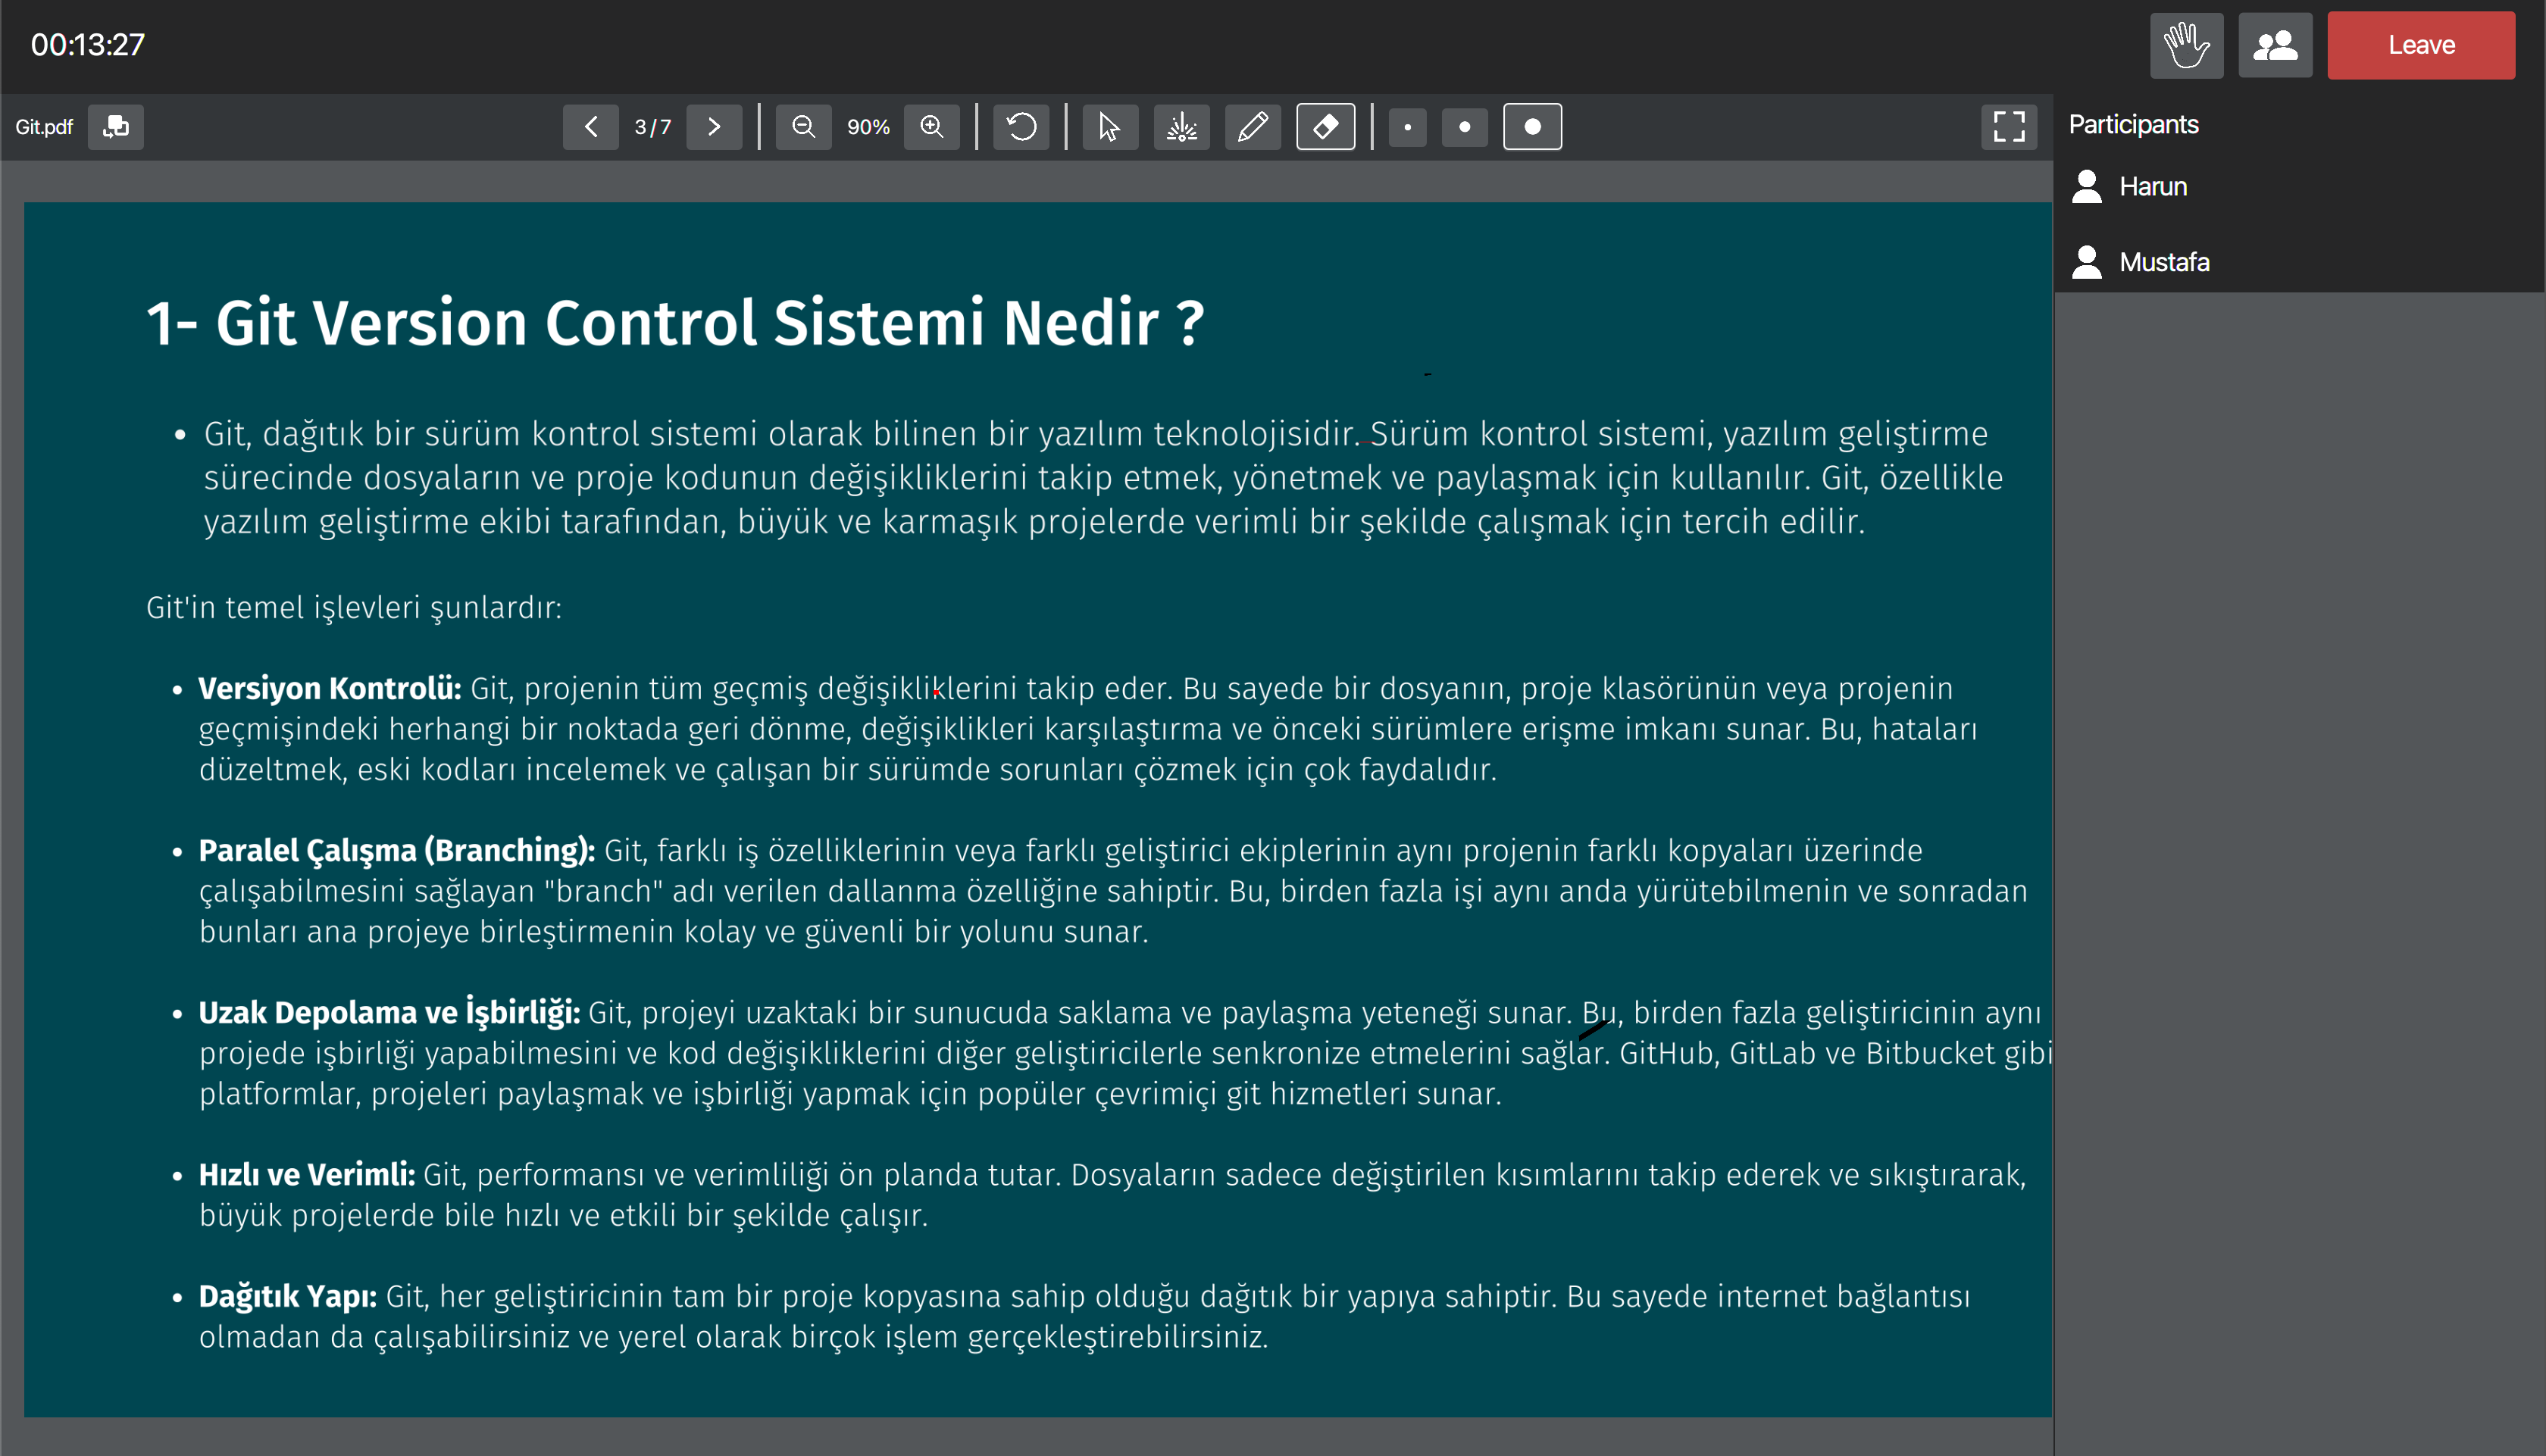 00:13:27
Leave
Git.pdf
3/7
90%
Participants
Harun
Mustafa
1- Git Version Control Sistemi Nedir ?
• Git, dağıtık bir sürüm kontrol sistemi olarak bilinen bir yazılım teknolojisidir. Sürüm kontrol sistemi, yazılım geliştirme
sürecinde dosyaların ve proje kodunun değişikliklerini takip etmek, yönetmek ve paylaşmak için kullanılır. Git, özellikle
yazılım geliştirme ekibi tarafından, büyük ve karmaşık projelerde verimli bir şekilde çalışmak için tercih edilir.
Git'in temel işlevleri şunlardır:
• Versiyon Kontrolü: Git, projenin tüm geçmiş değişikliklerini takip eder. Bu sayede bir dosyanın, proje klasörünün veya projenin
geçmişindeki herhangi bir noktada geri dönme, değişiklikleri karşılaştırma ve önceki sürümlere erişme imkanı sunar. Bu, hataları
düzeltmek, eski kodları incelemek ve çalışan bir sürümde sorunları çözmek için çok faydalıdır.
• Paralel Çalışma (Branching): Git, farklı iş özelliklerinin veya farklı geliştirici ekiplerinin aynı projenin farklı kopyaları üzerinde
çalışabilmesini sağlayan "branch" adı verilen dallanma özelliğine sahiptir. Bu, birden fazla işi aynı anda yürütebilmenin ve sonradan
bunları ana projeye birleştirmenin kolay ve güvenli bir yolunu sunar.
• Uzak Depolama ve İşbirliği: Git, projeyi uzaktaki bir sunucuda saklama ve paylaşma yeteneği sunar. Bu, birden fazla geliştiricinin aynı
projede işbirliği yapabilmesini ve kod değişikliklerini diğer geliştiricilerle senkronize etmelerini sağlar. GitHub, GitLab ve Bitbucket gibi
platformlar, projeleri paylaşmak ve işbirliği yapmak için popüler çevrimiçi git hizmetleri sunar.
• Hızlı ve Verimli: Git, performansı ve verimliliği ön planda tutar. Dosyaların sadece değiştirilen kısımlarını takip ederek ve sıkıştırarak,
büyük projelerde bile hızlı ve etkili bir şekilde çalışır.
• Dağıtık Yapı: Git, her geliştiricinin tam bir proje kopyasına sahip olduğu dağıtık bir yapıya sahiptir. Bu sayede internet bağlantısı
olmadan da çalışabilirsiniz ve yerel olarak birçok işlem gerçekleştirebilirsiniz.